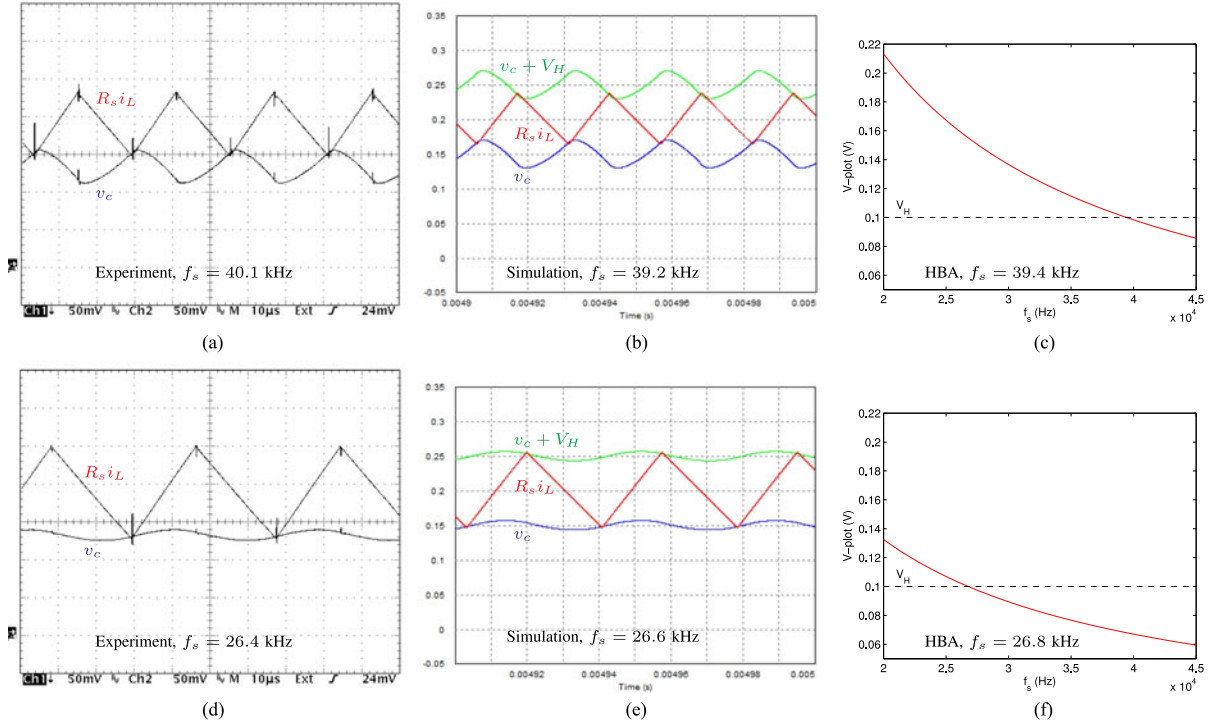 R_s i_L
v_c
Experiment, f_s = 40.1 kHz
Ch1↓ 50mV Ch2 50mV M 10µs Ext 24mV
(a)
0.35
0.3
0.25
0.2
0.15
0.1
0.05
0
-0.05
v_c + V_H
R_s i_L
v_c
Simulation, f_s = 39.2 kHz
0.0049 0.00492 0.00494 0.00496 0.00498 0.005
Time (s)
(b)
V-plot (V)
0.22
0.2
0.18
0.16
0.14
0.12
0.1
0.08
0.06
V_H
HBA, f_s = 39.4 kHz
2 2.5 3 3.5 4 4.5
f_s (Hz)
x 10^4
(c)
R_s i_L
v_c
Experiment, f_s = 26.4 kHz
Ch1↓ 50mV Ch2 50mV M 10µs Ext 24mV
(d)
0.35
0.3
0.25
0.2
0.15
0.1
0.05
0
-0.05
v_c + V_H
R_s i_L
v_c
Simulation, f_s = 26.6 kHz
0.00492 0.00494 0.00496 0.00498 0.005
Time (s)
(e)
V-plot (V)
0.22
0.2
0.18
0.16
0.14
0.12
0.1
0.08
0.06
V_H
HBA, f_s = 26.8 kHz
2 2.5 3 3.5 4 4.5
f_s (Hz)
x 10^4
(f)